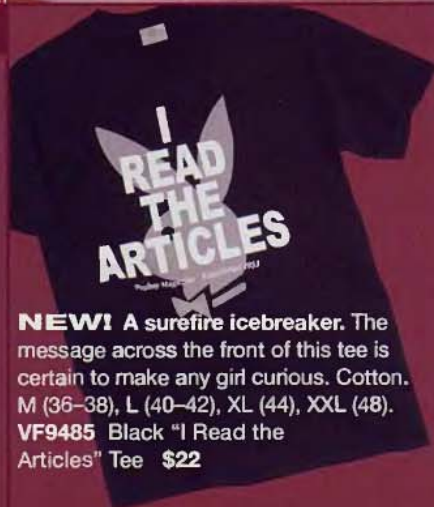 I
READ
THE
ARTICLES
NEW! A surefire icebreaker. The
message across the front of this tee is
certain to make any girl curious. Cotton.
M (36–38), L (40–42), XL (44), XXL (48).
VF9485 Black “I Read the
Articles” Tee $22